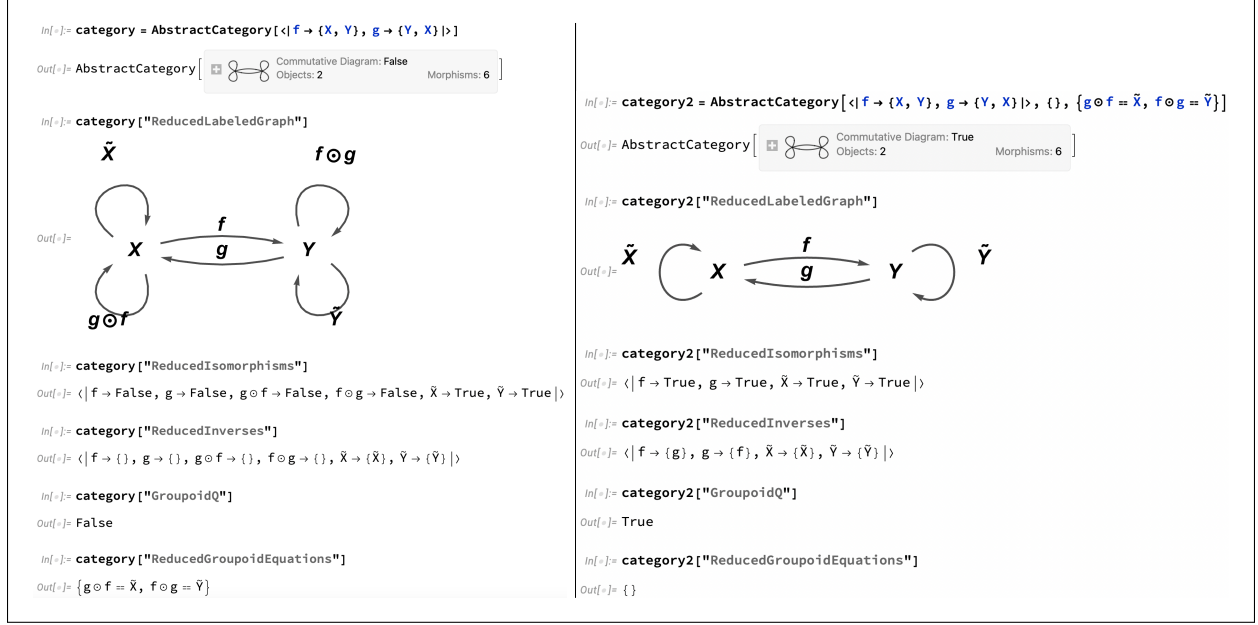 In[∘]:= category = AbstractCategory[<|f → {X, Y}, g → {Y, X}|>]
Out[∘]= AbstractCategory[
Commutative Diagram: False
Objects: 2 Morphisms: 6
]
In[∘]:= category["ReducedLabeledGraph"]
X̃ f⊙g
f
Out[∘]= X g Y
g⊙f Ỹ
In[∘]:= category["ReducedIsomorphisms"]
Out[∘]= <|f → False, g → False, g⊙f → False, f⊙g → False, X̃ → True, Ỹ → True|>
In[∘]:= category["ReducedInverses"]
Out[∘]= <|f → {}, g → {}, g⊙f → {}, f⊙g → {}, X̃ → {X̃}, Ỹ → {Ỹ}|>
In[∘]:= category["GroupoidQ"]
Out[∘]= False
In[∘]:= category["ReducedGroupoidEquations"]
Out[∘]= {g⊙f == X̃, f⊙g == Ỹ}
In[∘]:= category2 = AbstractCategory[<|f → {X, Y}, g → {Y, X}|>, {}, {g⊙f == X̃, f⊙g == Ỹ}]
Out[∘]= AbstractCategory[
Commutative Diagram: True
Objects: 2 Morphisms: 6
]
In[∘]:= category2["ReducedLabeledGraph"]
f
Out[∘]= X̃ X g Y Ỹ
In[∘]:= category2["ReducedIsomorphisms"]
Out[∘]= <|f → True, g → True, X̃ → True, Ỹ → True|>
In[∘]:= category2["ReducedInverses"]
Out[∘]= <|f → {g}, g → {f}, X̃ → {X̃}, Ỹ → {Ỹ}|>
In[∘]:= category2["GroupoidQ"]
Out[∘]= True
In[∘]:= category2["ReducedGroupoidEquations"]
Out[∘]= {}